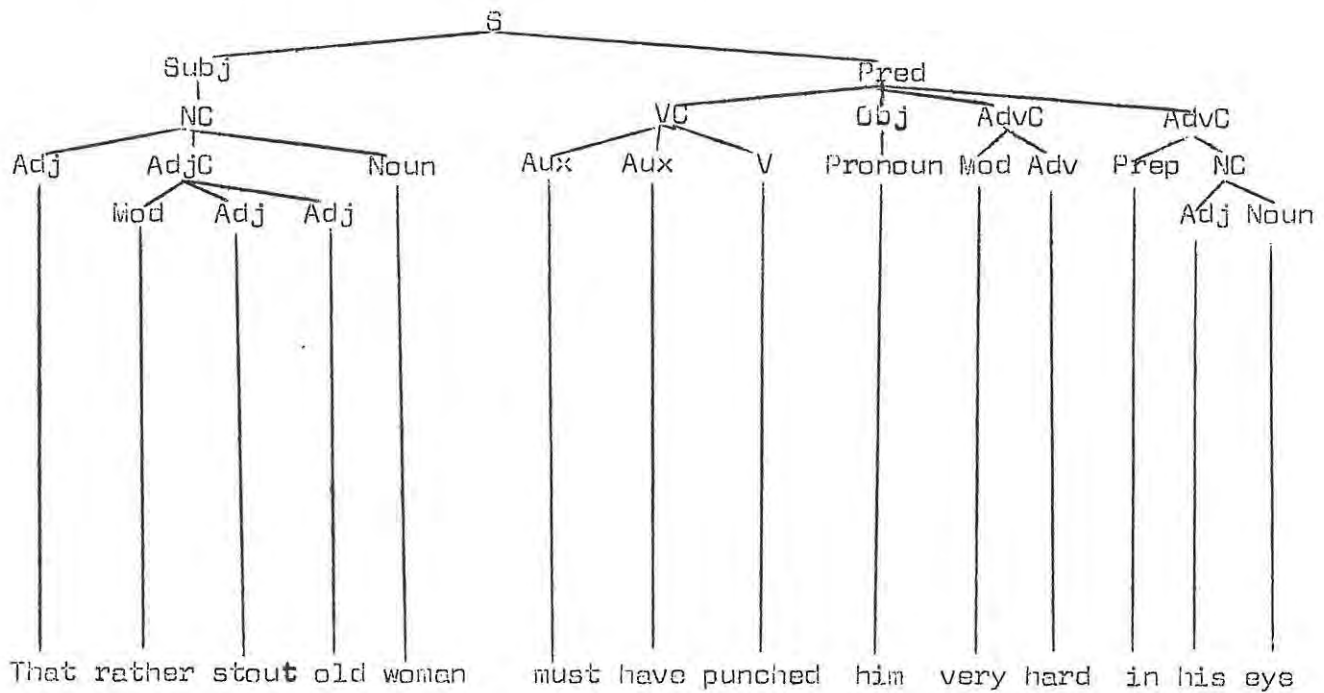 S
Subj Pred
NC VC Obj AdvC AdvC
Adj AdjC Noun Aux Aux V Pronoun Mod Adv Prep NC
Mod Adj Adj Adj Noun
That rather stout old woman must have punched him very hard in his eye